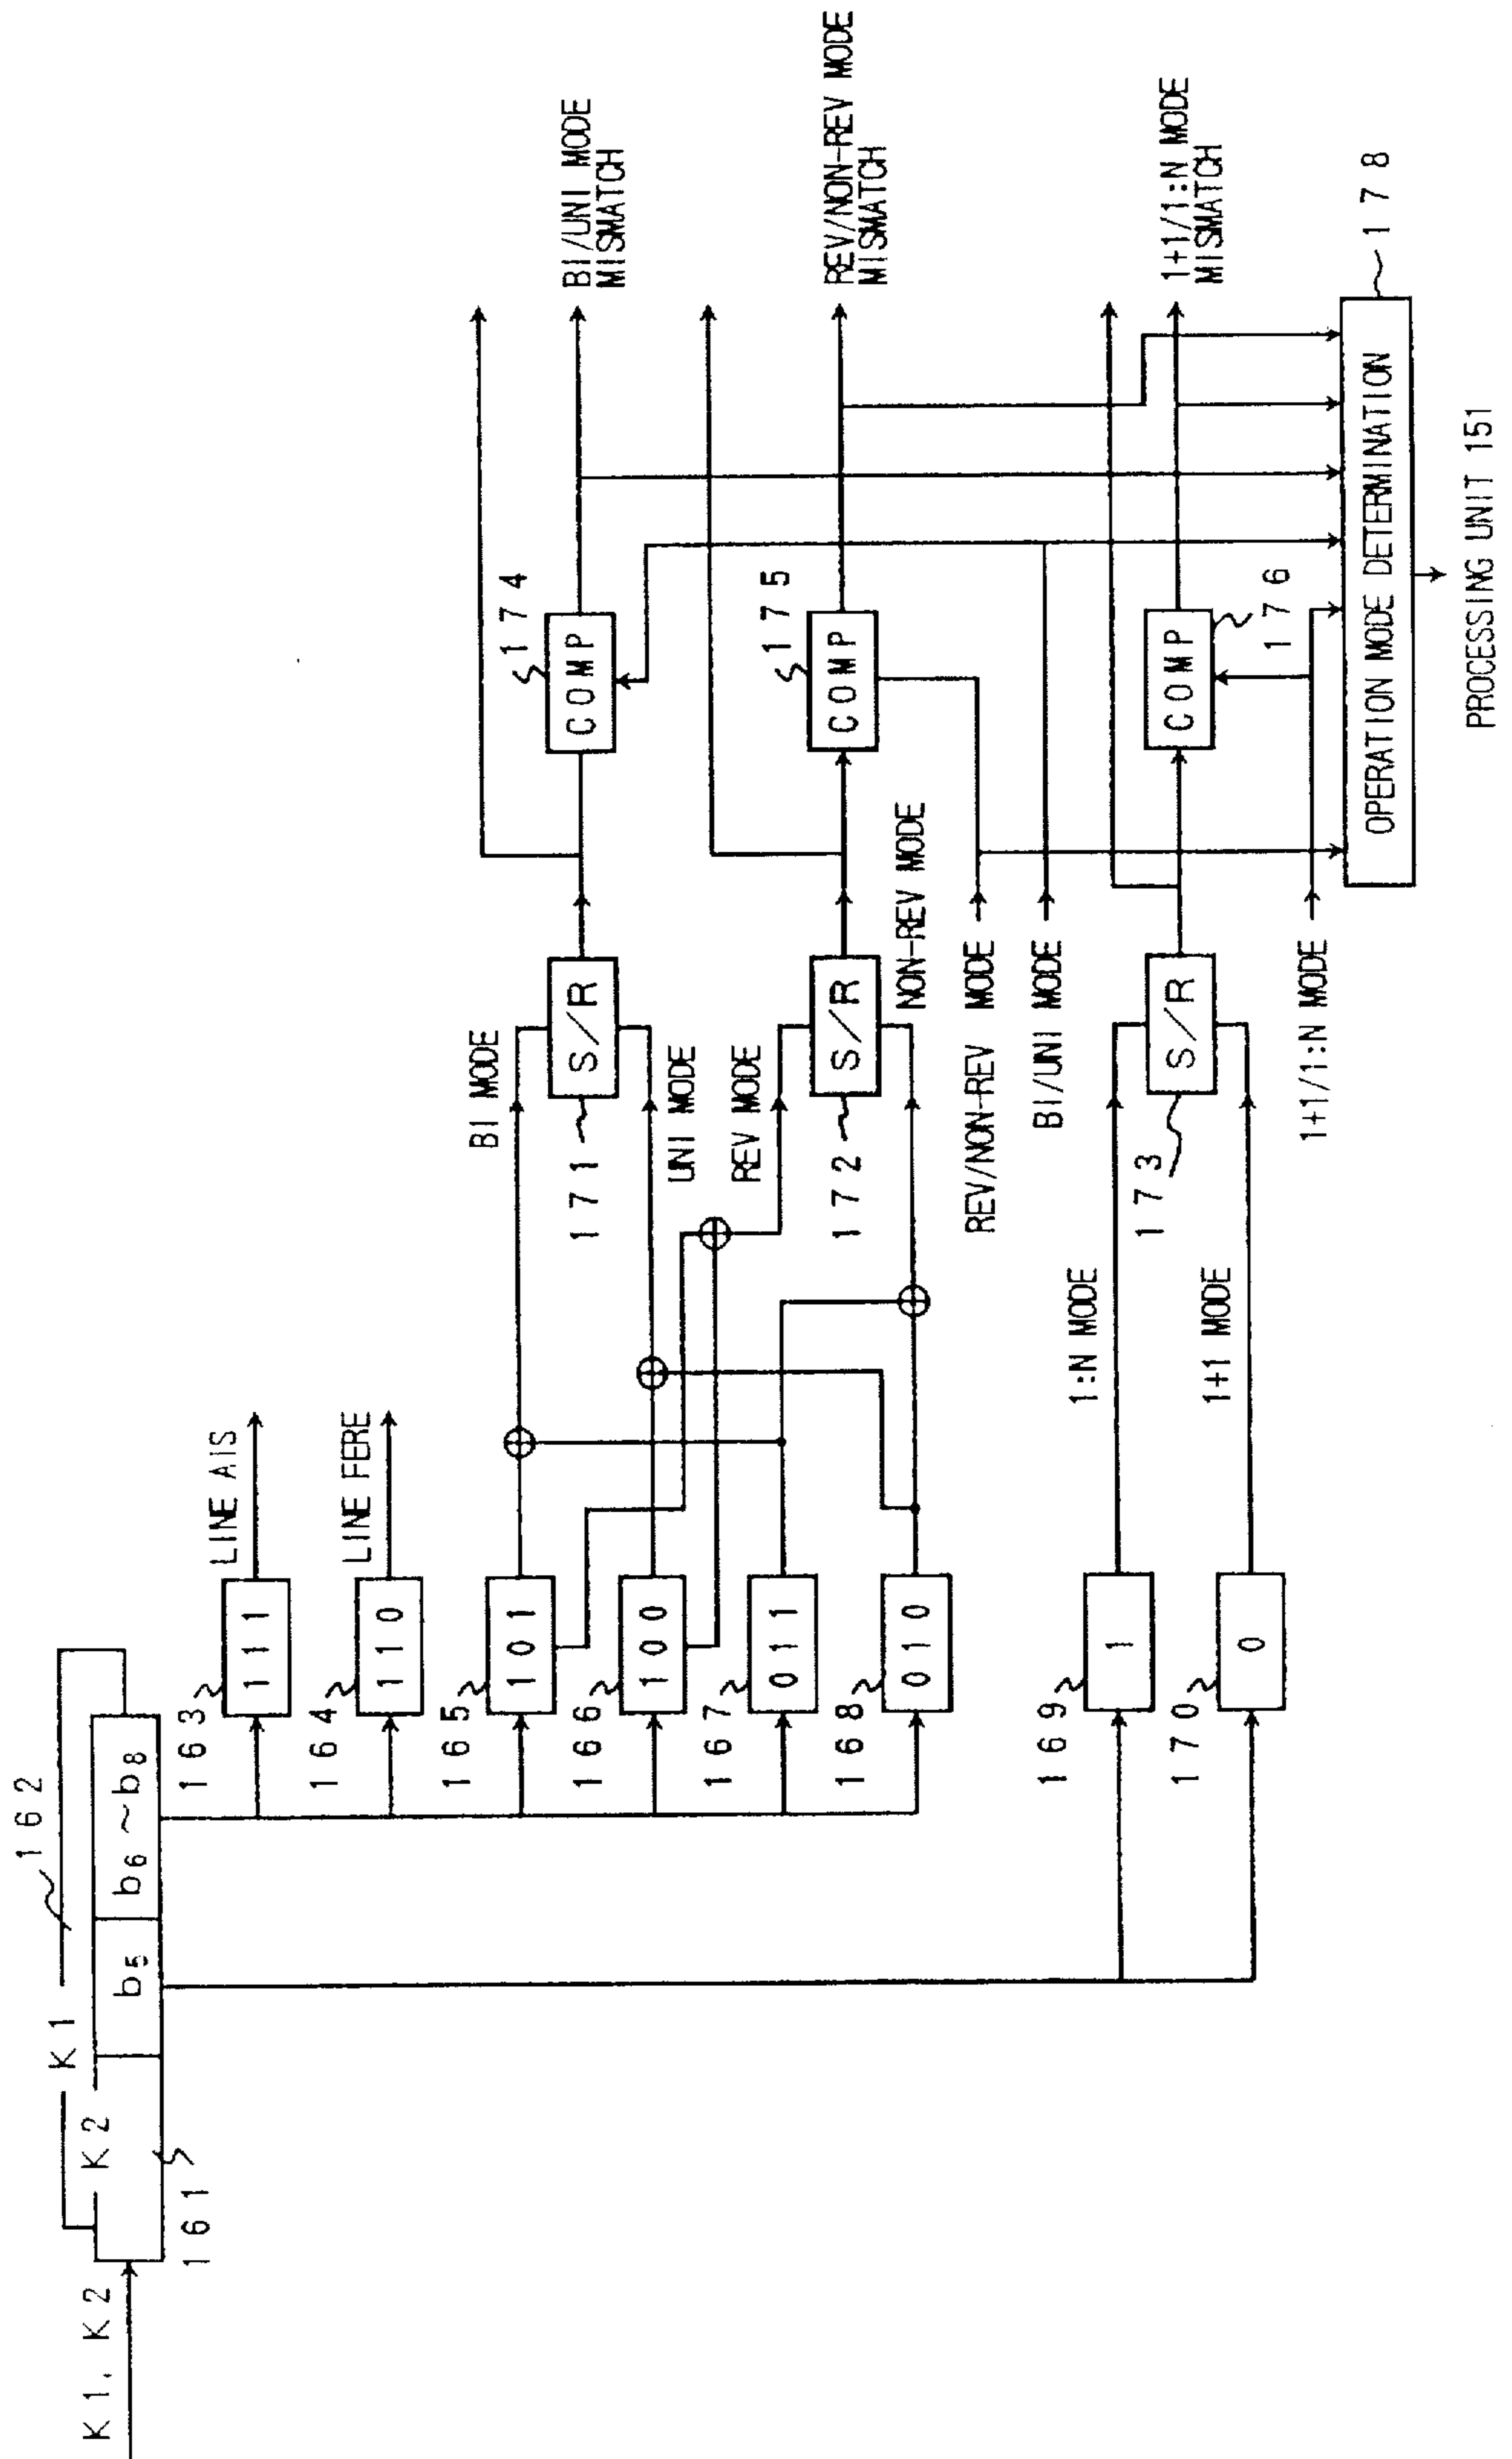 K1, K2
161
K2
K1
162
b5
b6 ~ b8
163
111
LINE AIS
164
110
LINE FERE
165
101
166
100
167
011
168
010
169
1
170
0
BI MODE
UNI MODE
171
S/R
REV MODE
NON-REV MODE
172
S/R
REV/NON-REV MODE
BI/UNI MODE
1:N MODE
1+1 MODE
173
S/R
1+1/1:N MODE
174
COMP
175
COMP
176
COMP
BI/UNI MODE
MISMATCH
REV/NON-REV MODE
MISMATCH
1+1/1:N MODE
MISMATCH
OPERATION MODE DETERMINATION
178
PROCESSING UNIT 151